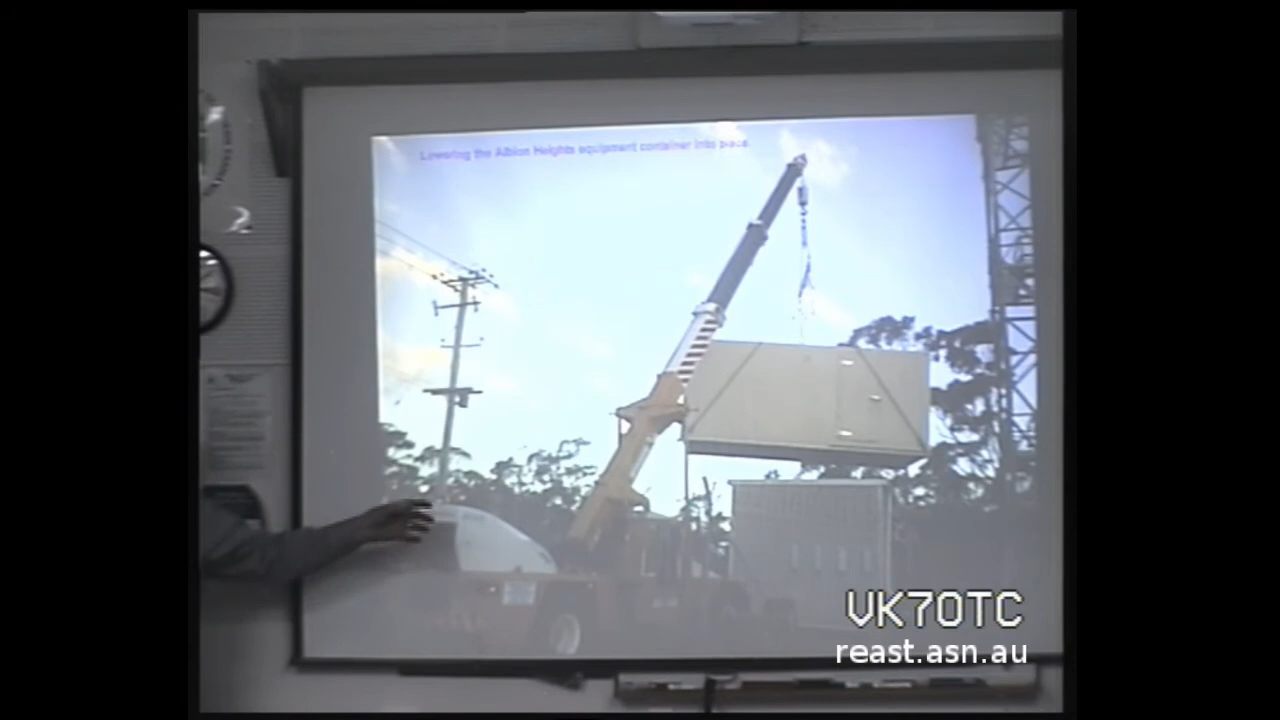 Lowering the Albion Heights equipment container into place
VK7OTC
reast.asn.au